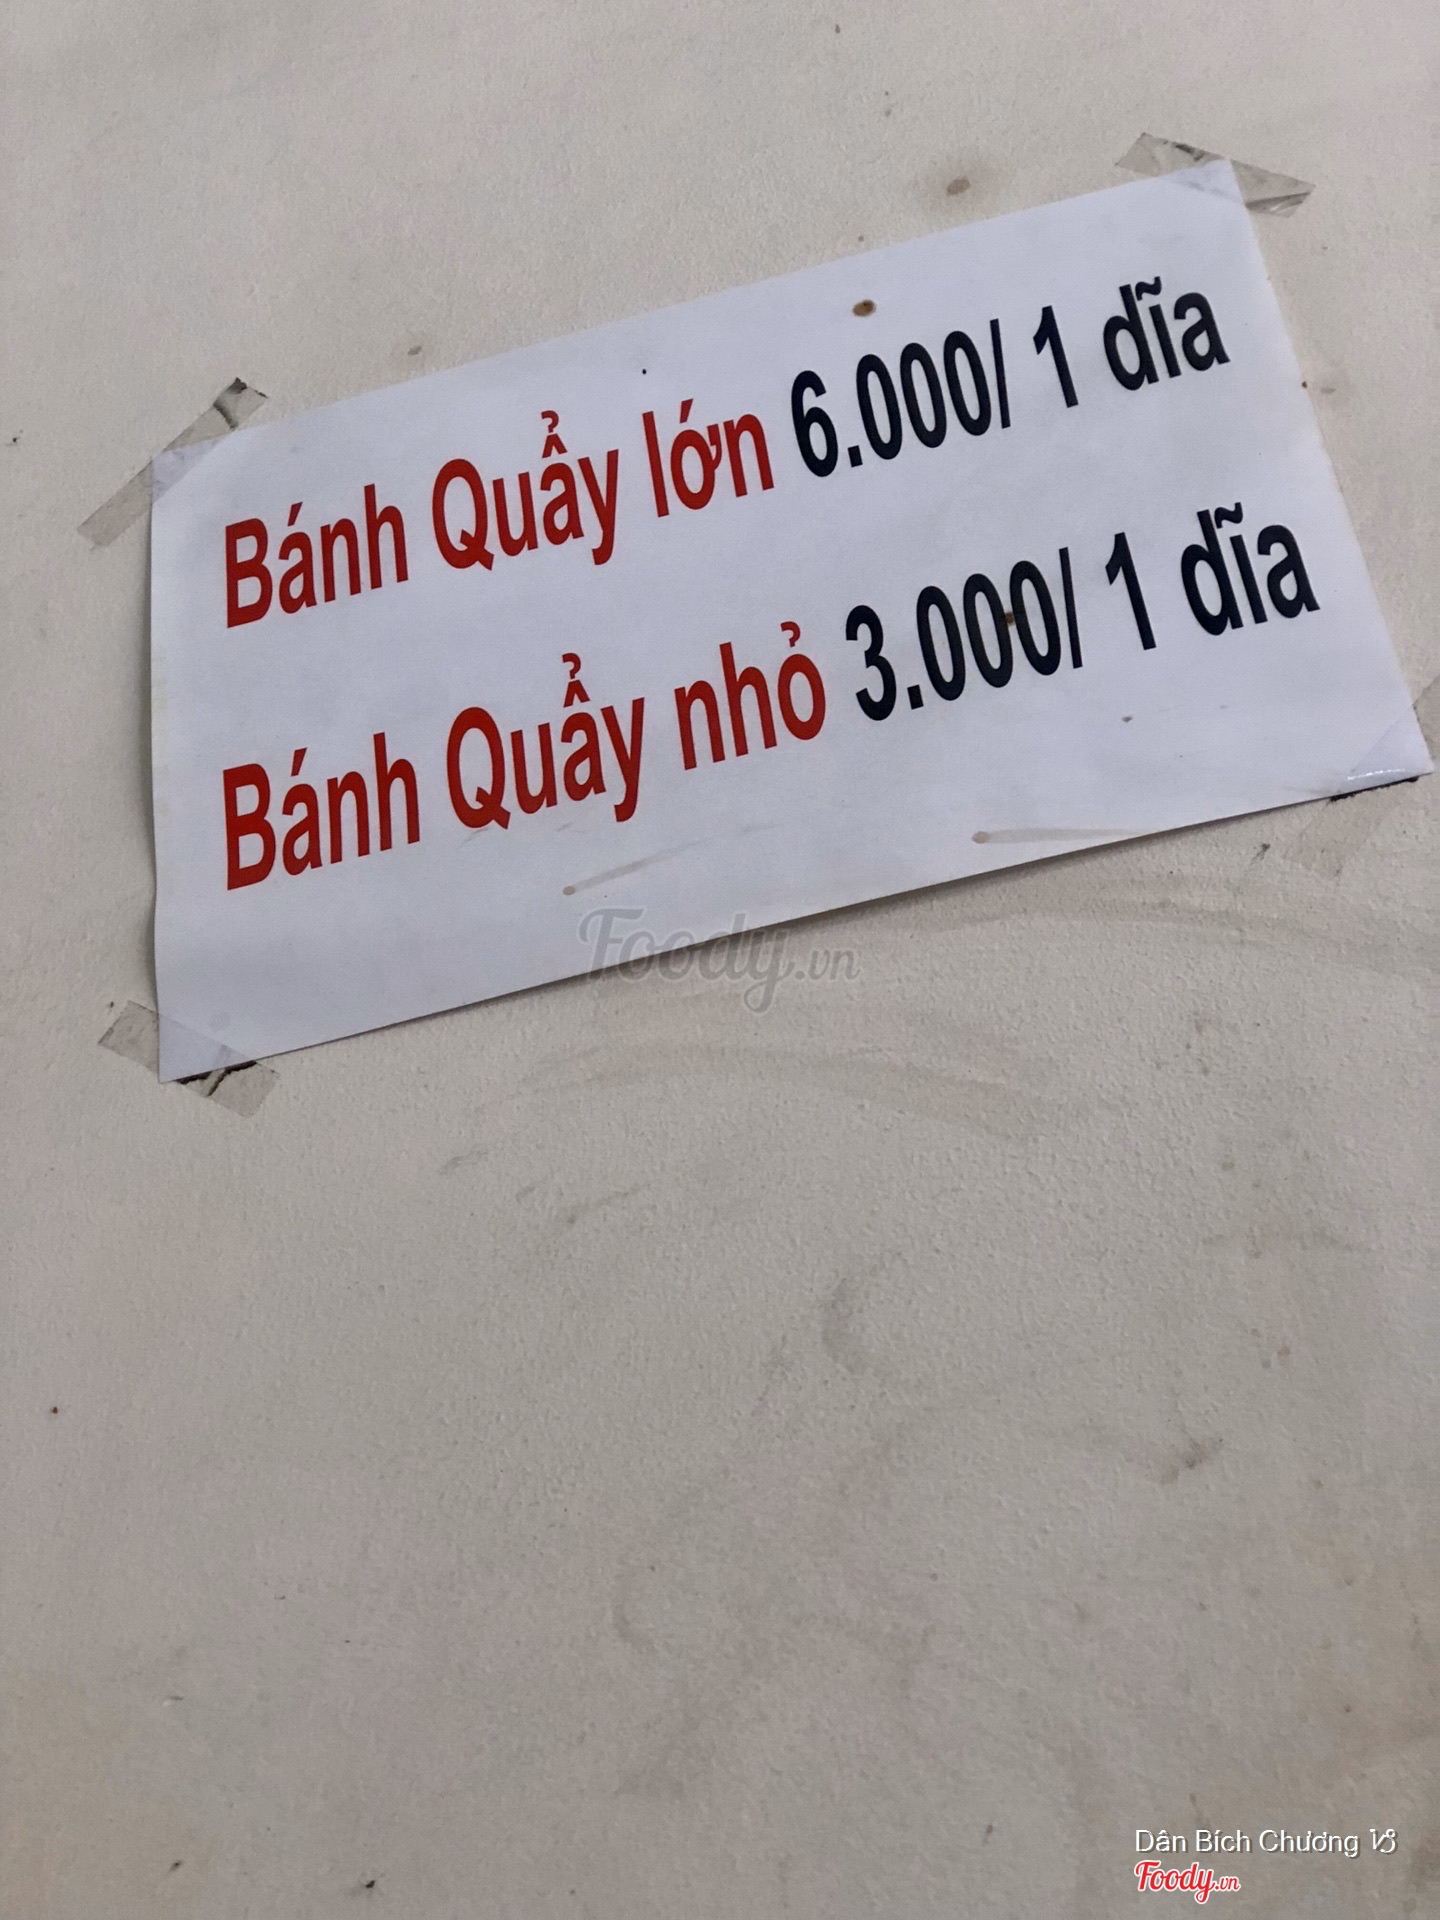 Bánh Quẩy lớn 6.000/ 1 dĩa
Bánh Quẩy nhỏ 3.000/ 1 dĩa
Foody.vn
Dân Bích Chương
Foody.vn